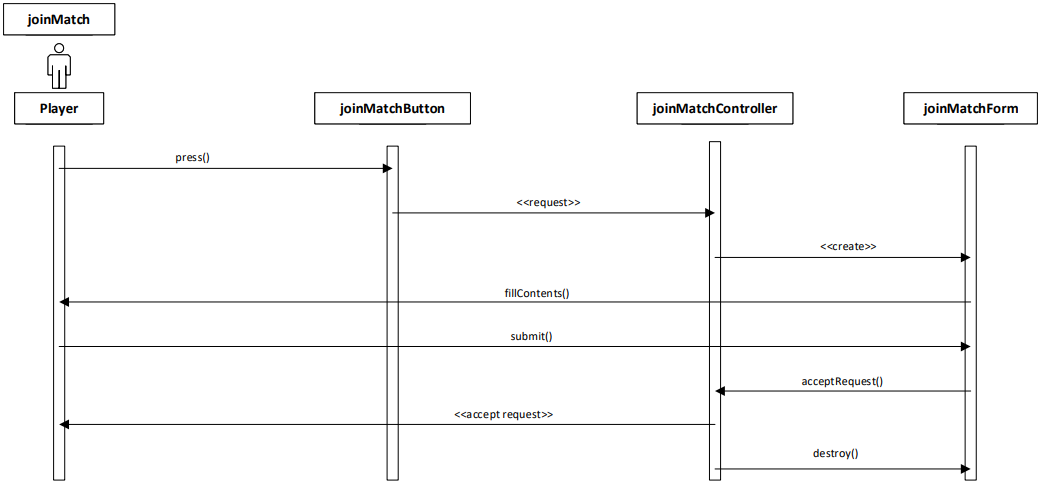 joinMatch
Player
joinMatchButton
joinMatchController
joinMatchForm
press()
<<request>>
<<create>>
fillContents()
submit()
acceptRequest()
<<accept request>>
destroy()